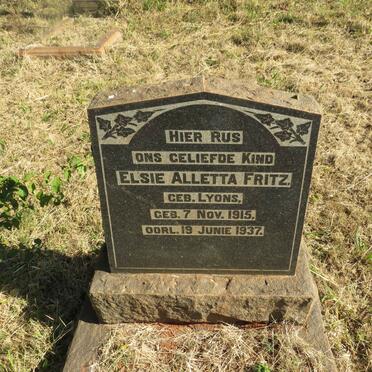 HIER RUS
ONS GELIEFDE KIND
ELSIE ALLETTA FRITZ.
GEB. LYONS.
GEB. 7 NOV. 1915.
OORL. 19 JUNIE 1937.